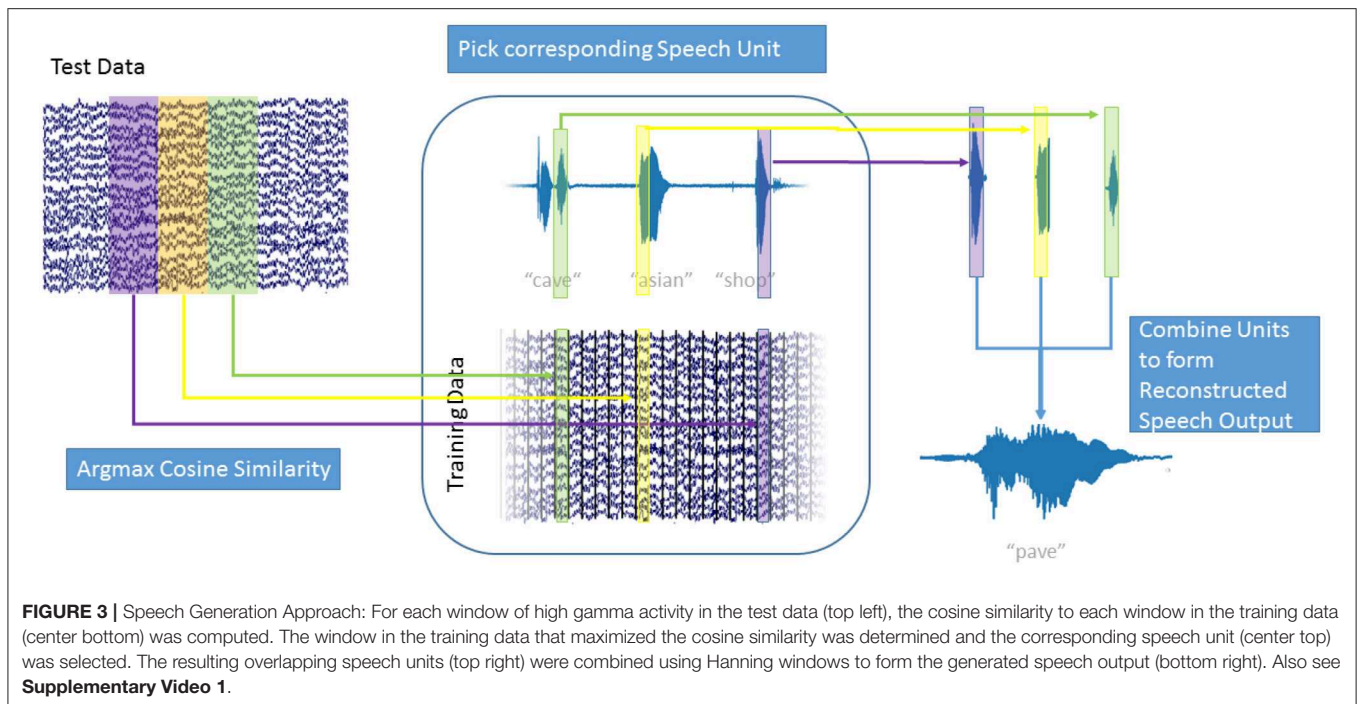 Pick corresponding Speech Unit
Test Data
“cave“
“asian”
“shop”
Training Data
Argmax Cosine Similarity
Combine Units
to form
Reconstructed
Speech Output
“pave”
FIGURE 3 | Speech Generation Approach: For each window of high gamma activity in the test data (top left), the cosine similarity to each window in the training data
(center bottom) was computed. The window in the training data that maximized the cosine similarity was determined and the corresponding speech unit (center top)
was selected. The resulting overlapping speech units (top right) were combined using Hanning windows to form the generated speech output (bottom right). Also see
Supplementary Video 1.